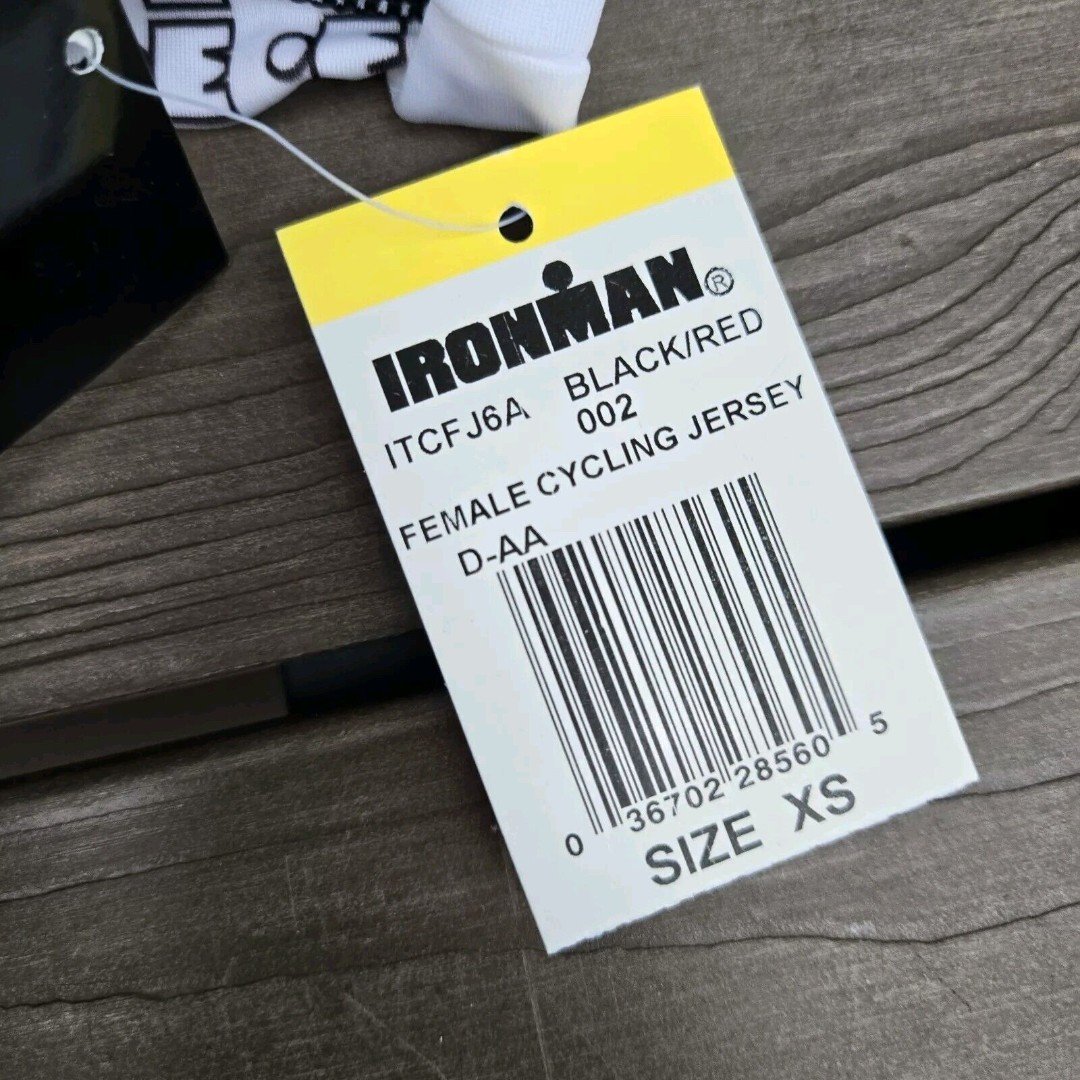 IRONMAN®
ITCFJ6A BLACK/RED
002
FEMALE CYCLING JERSEY
D-AA
0 36702 28560 5
SIZE XS